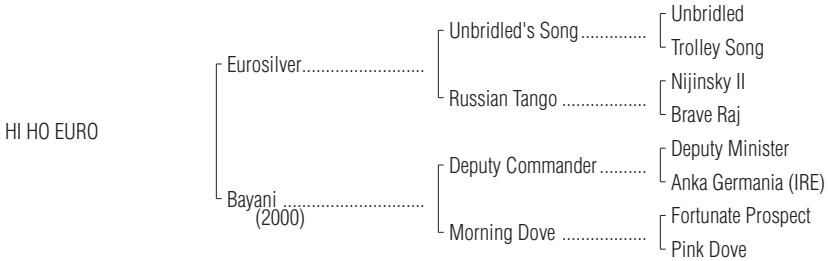 Unbridled
Unbridled's Song..............
Trolley Song
Eurosilver..........................
Nijinsky II
Russian Tango ..................
Brave Raj
HI HO EURO
Deputy Minister
Deputy Commander..........
Anka Germania (IRE)
Bayani ..............................
(2000)
Fortunate Prospect
Morning Dove ..................
Pink Dove